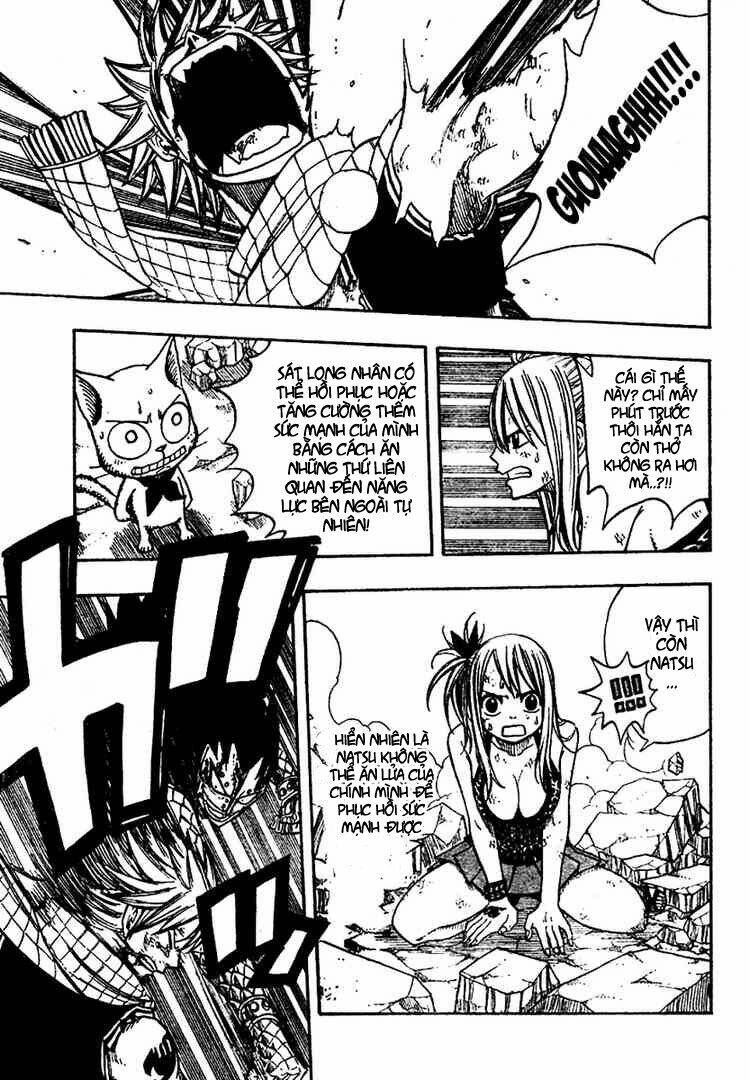 GUOAAAAGHHH!!!!...
CÁI GÌ THẾ
NÀY? CHỈ MẤY
PHÚT TRƯỚC
THÔI HẮN TA
CÒN THỞ
KHÔNG RA HƠI
MÀ..?!!
SÁT LONG NHÂN CÓ
THỂ HỒI PHỤC HOẶC
TĂNG CƯỜNG THÊM
SỨC MẠNH CỦA MÌNH
BẰNG CÁCH ĂN
NHỮNG THỨ LIÊN
QUAN ĐẾN NĂNG
LỰC BÊN NGOÀI TỰ
NHIÊN!
VẬY THÌ
CÒN
NATSU
...
!!!
HIỂN NHIÊN LÀ
NATSU KHÔNG
THỂ ĂN LỬA CỦA
CHÍNH MÌNH ĐỂ
PHỤC HỒI SỨC
MẠNH ĐƯỢC